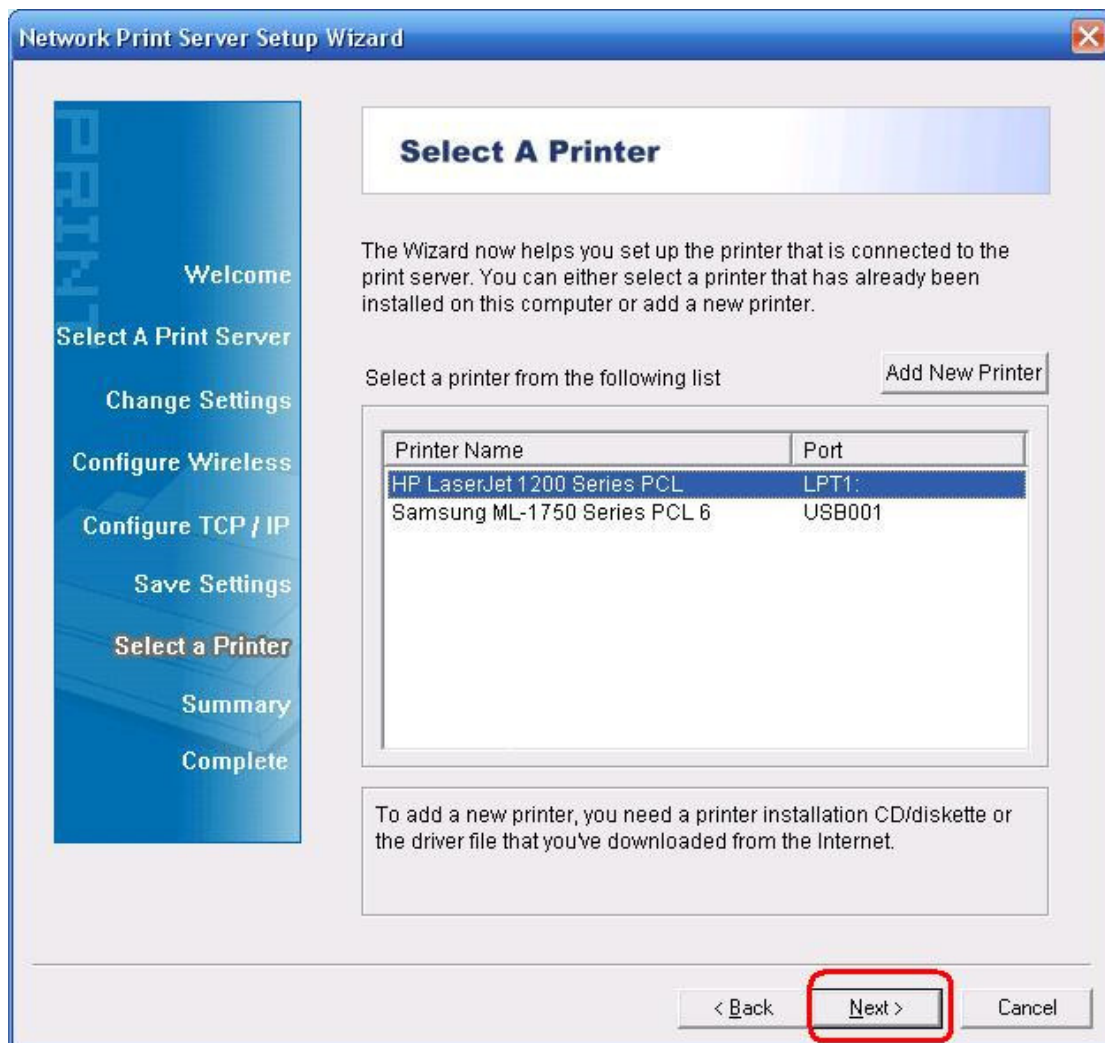 Network Print Server Setup Wizard
PRINT
Welcome
Select A Print Server
Change Settings
Configure Wireless
Configure TCP / IP
Save Settings
Select a Printer
Summary
Complete
Select A Printer
The Wizard now helps you set up the printer that is connected to the
print server. You can either select a printer that has already been
installed on this computer or add a new printer.
Select a printer from the following list
Add New Printer
Printer Name Port
HP LaserJet 1200 Series PCL LPT1:
Samsung ML-1750 Series PCL 6 USB001
To add a new printer, you need a printer installation CD/diskette or
the driver file that you've downloaded from the Internet.
< Back Next > Cancel